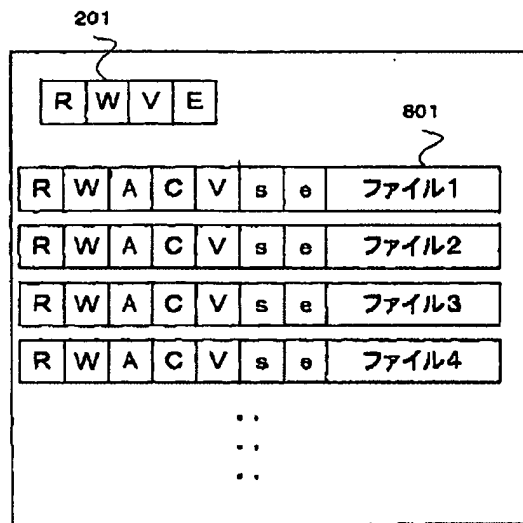 201
R W V E
801
R W A C V s e ファイル1
R W A C V s e ファイル2
R W A C V s e ファイル3
R W A C V s e ファイル4